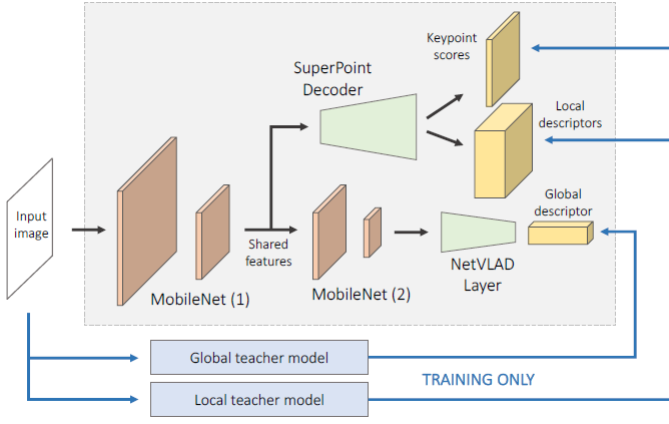 Keypoint
scores
SuperPoint
Decoder
Local
descriptors
Input
image
Global
descriptor
Shared
features
MobileNet (1)
MobileNet (2)
NetVLAD
Layer
Global teacher model
TRAINING ONLY
Local teacher model